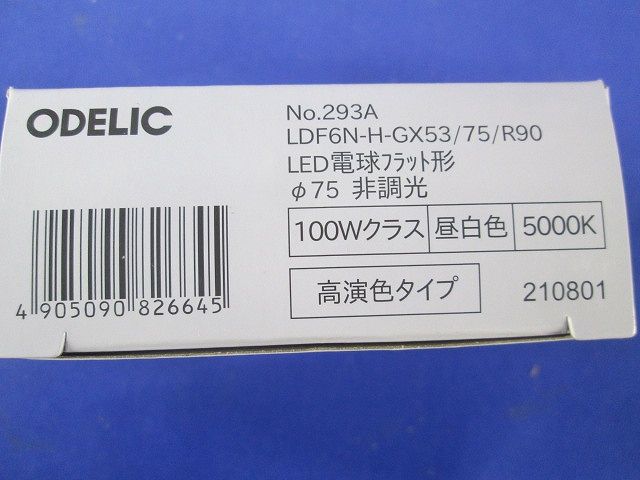 ODELIC
No.293A
LDF6N-H-GX53/75/R90
LED電球ﾌﾗｯﾄ形
φ75 非調光
100Wクラス 昼白色 5000K
高演色タイプ 210801
4 905090 826645